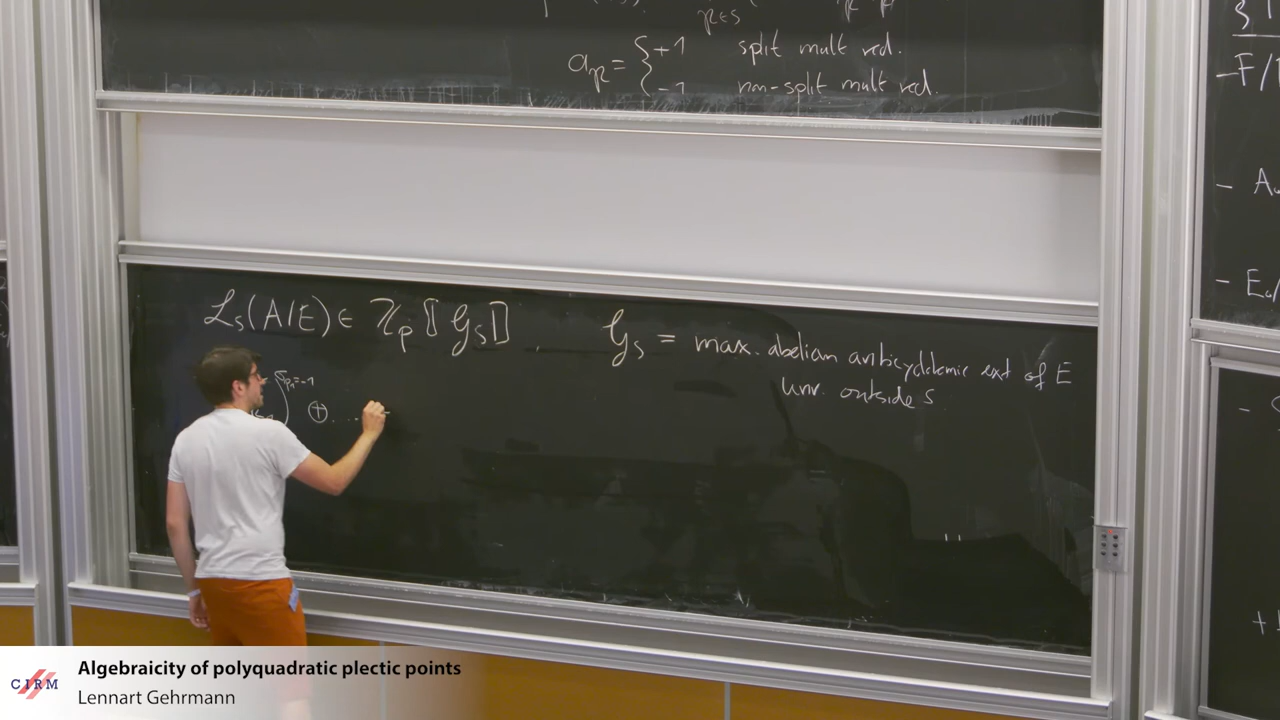 p∈S
a_p = { +1 split mult red.
-1 non-split mult red.
ℒ_S(A/E) ∈ ℤ_p⟦𝒢_S⟧, 𝒢_S = max. abelian anticyclotomic ext of E
unr. outside S
⊕ ...
- F/
- A
- E
CIRM
Algebraicity of polyquadratic plectic points
Lennart Gehrmann